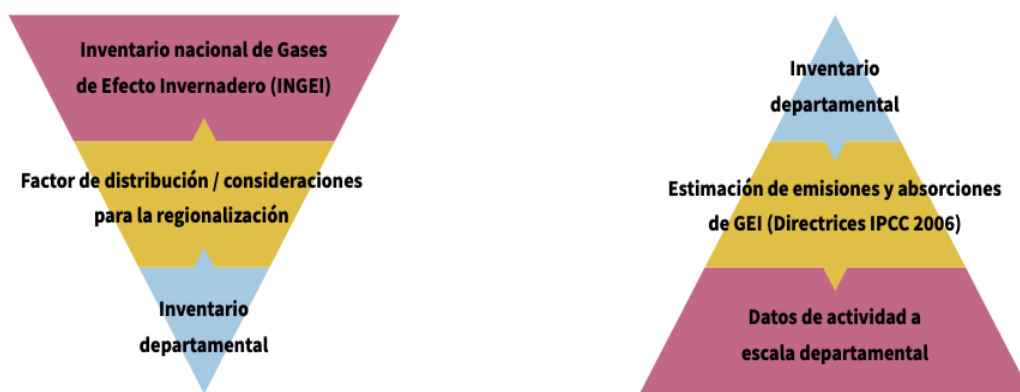 Inventario nacional de Gases
de Efecto Invernadero (INGEI)
Factor de distribución / consideraciones
para la regionalización
Inventario
departamental
Inventario
departamental
Estimación de emisiones y absorciones
de GEI (Directrices IPCC 2006)
Datos de actividad a
escala departamental